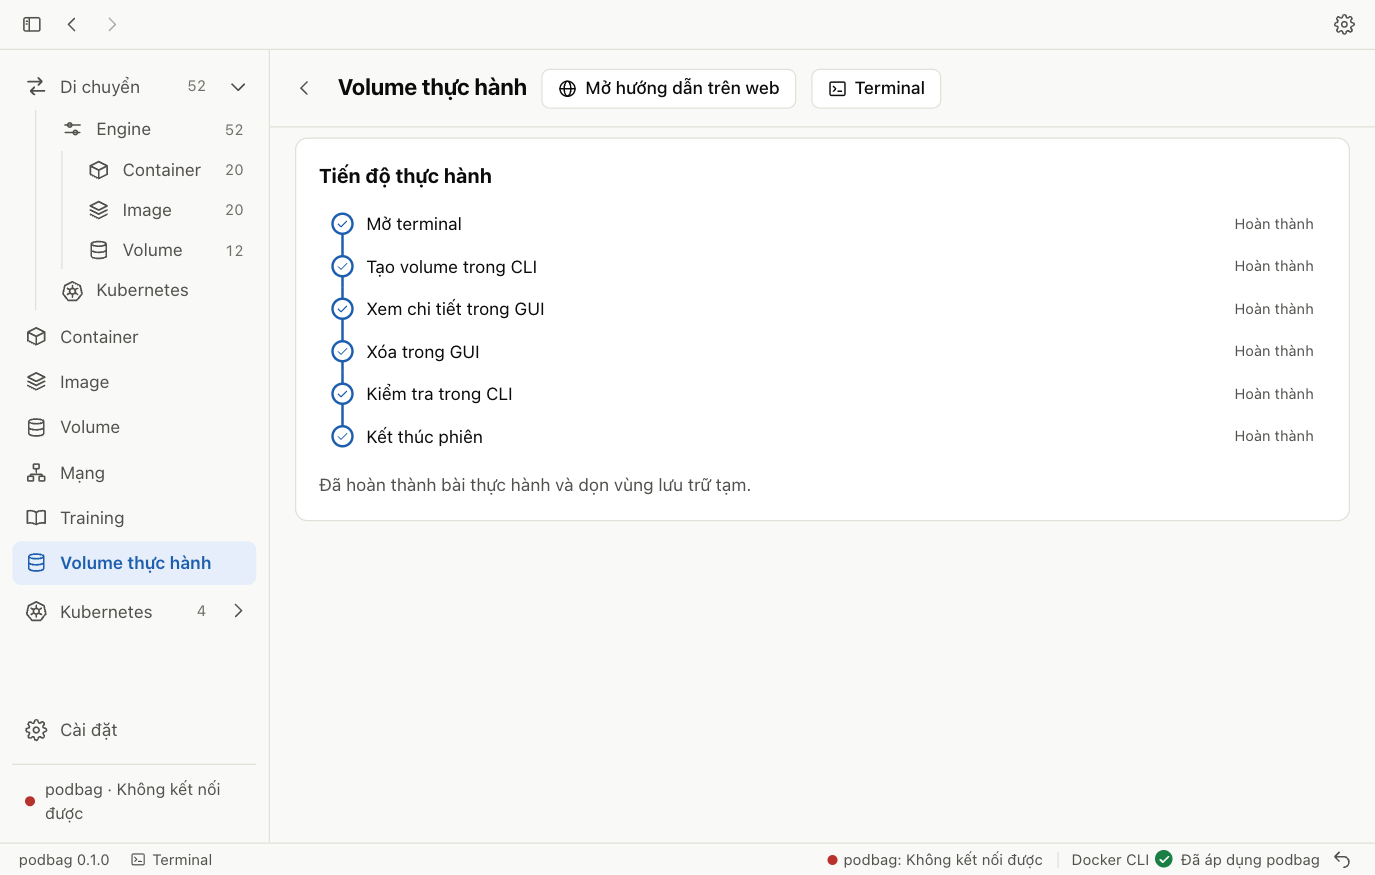 Di chuyển 52
Engine 52
Container 20
Image 20
Volume 12
Kubernetes
Container
Image
Volume
Mạng
Training
Volume thực hành
Kubernetes 4
Cài đặt
podbag · Không kết nối
được
Volume thực hành
Mở hướng dẫn trên web
Terminal
Tiến độ thực hành
Mở terminal Hoàn thành
Tạo volume trong CLI Hoàn thành
Xem chi tiết trong GUI Hoàn thành
Xóa trong GUI Hoàn thành
Kiểm tra trong CLI Hoàn thành
Kết thúc phiên Hoàn thành
Đã hoàn thành bài thực hành và dọn vùng lưu trữ tạm.
podbag 0.1.0 Terminal podbag: Không kết nối được Docker CLI Đã áp dụng podbag